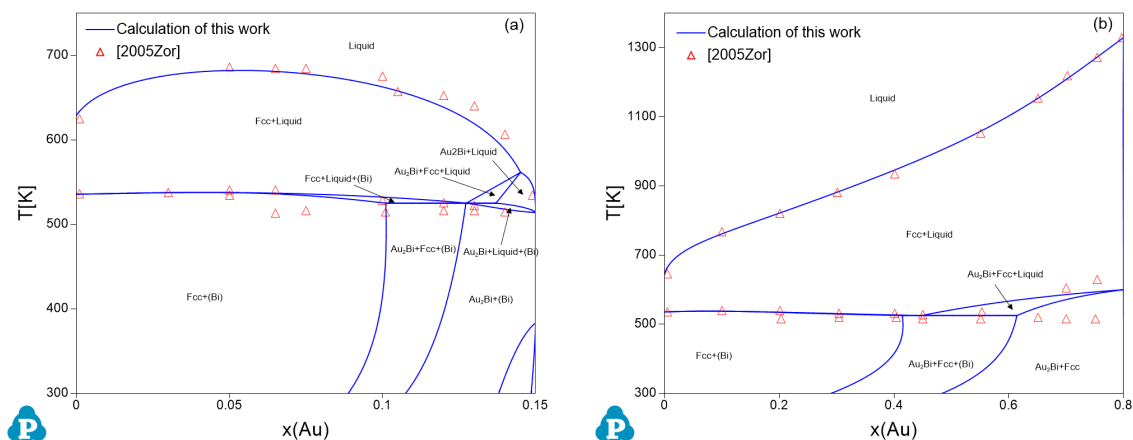 (a)
Calculation of this work
[2005Zor]
Liquid
Fcc+Liquid
Au2Bi+Liquid
Au₂Bi+Fcc+Liquid
Fcc+Liquid+(Bi)
Au₂Bi+Fcc+(Bi)
Au₂Bi+Liquid+(Bi)
Fcc+(Bi)
Au₂Bi+(Bi)
T[K]
700
600
500
400
300
0
0.05
0.1
0.15
x(Au)
P
(b)
Calculation of this work
[2005Zor]
Liquid
Fcc+Liquid
Au₂Bi+Fcc+Liquid
Fcc+(Bi)
Au₂Bi+Fcc+(Bi)
Au₂Bi+Fcc
T[K]
1300
1100
900
700
500
300
0
0.2
0.4
0.6
0.8
x(Au)
P